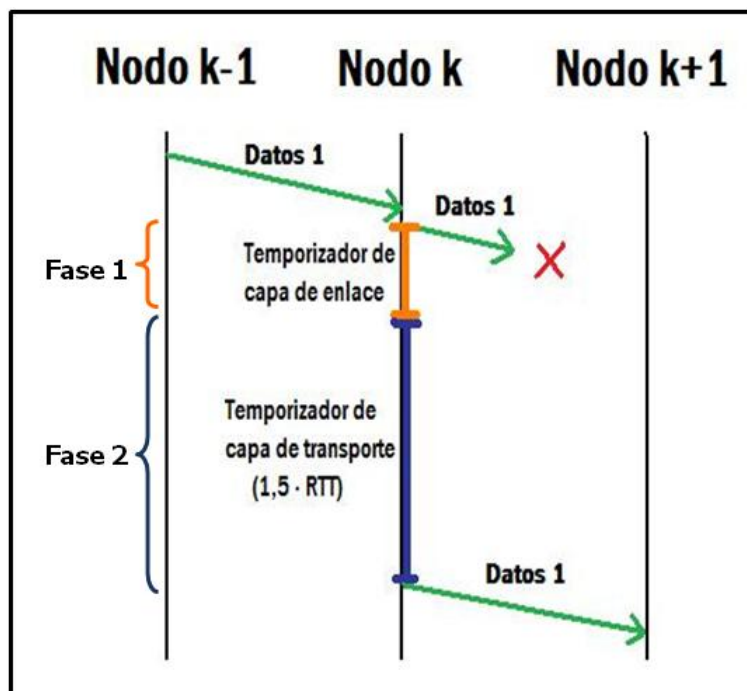 Nodo k-1
Nodo k
Nodo k+1
Datos 1
Datos 1
Fase 1
Temporizador de
capa de enlace
Fase 2
Temporizador de
capa de transporte
(1,5 · RTT)
Datos 1